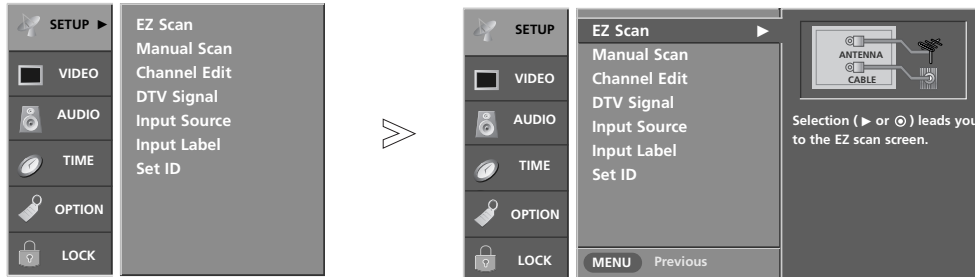 SETUP ►
VIDEO
AUDIO
TIME
OPTION
LOCK
EZ Scan
Manual Scan
Channel Edit
DTV Signal
Input Source
Input Label
Set ID
SETUP
VIDEO
AUDIO
TIME
OPTION
LOCK
EZ Scan ►
Manual Scan
Channel Edit
DTV Signal
Input Source
Input Label
Set ID
MENU Previous
ANTENNA
CABLE
Selection ( ► or ⊙ ) leads you
to the EZ scan screen.